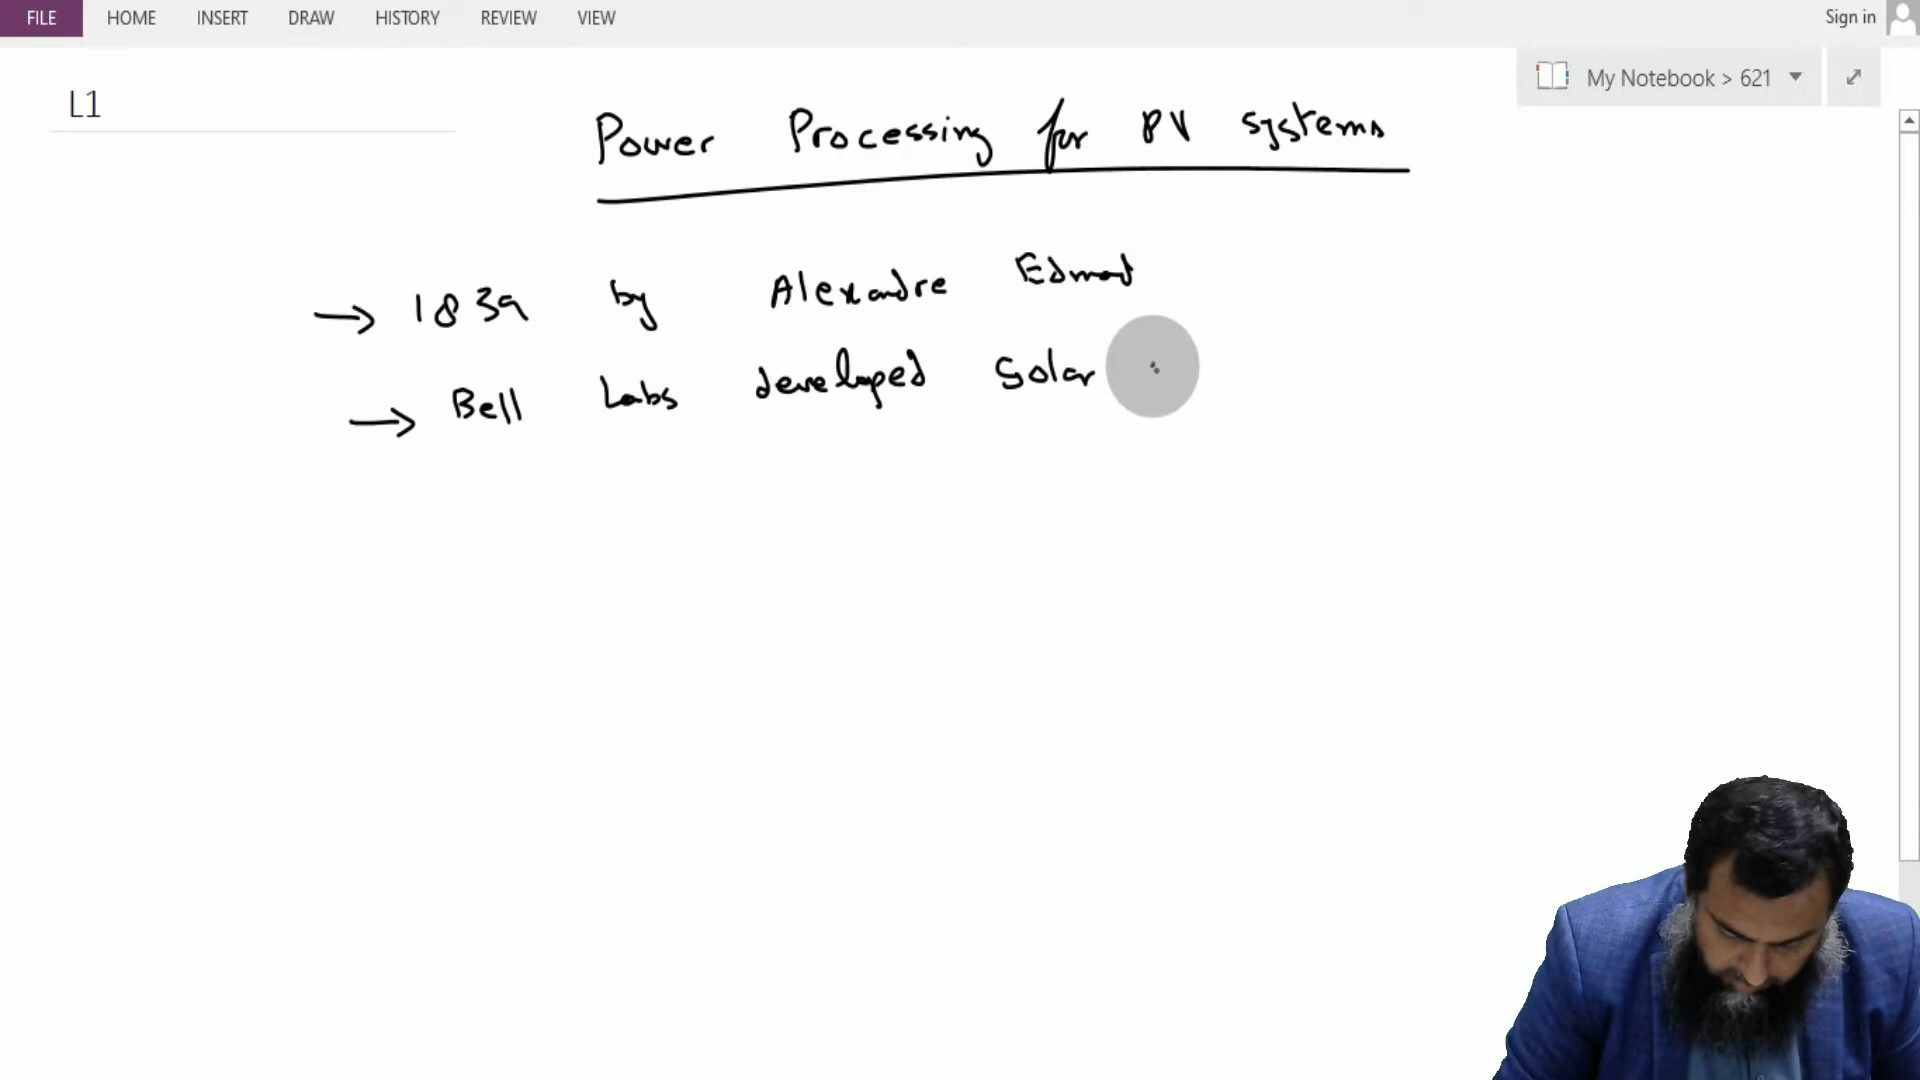 FILE HOME INSERT DRAW HISTORY REVIEW VIEW Sign in
My Notebook > 621
L1
Power Processing for PV systems
→ 1839 by Alexandre Edmond
→ Bell Labs developed Solar